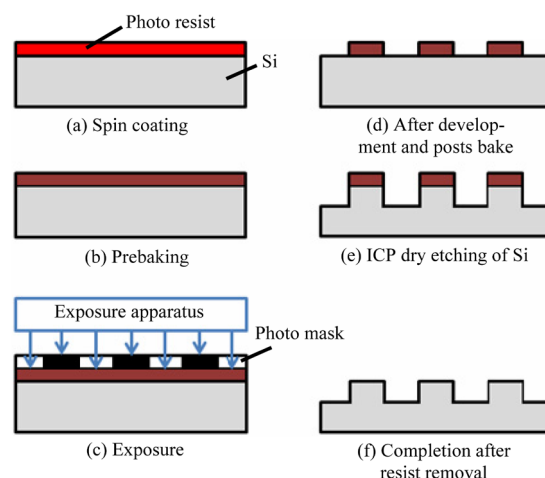 Photo resist
Si
(a) Spin coating
(b) Prebaking
Exposure apparatus
Photo mask
(c) Exposure
(d) After develop-
ment and posts bake
(e) ICP dry etching of Si
(f) Completion after
resist removal